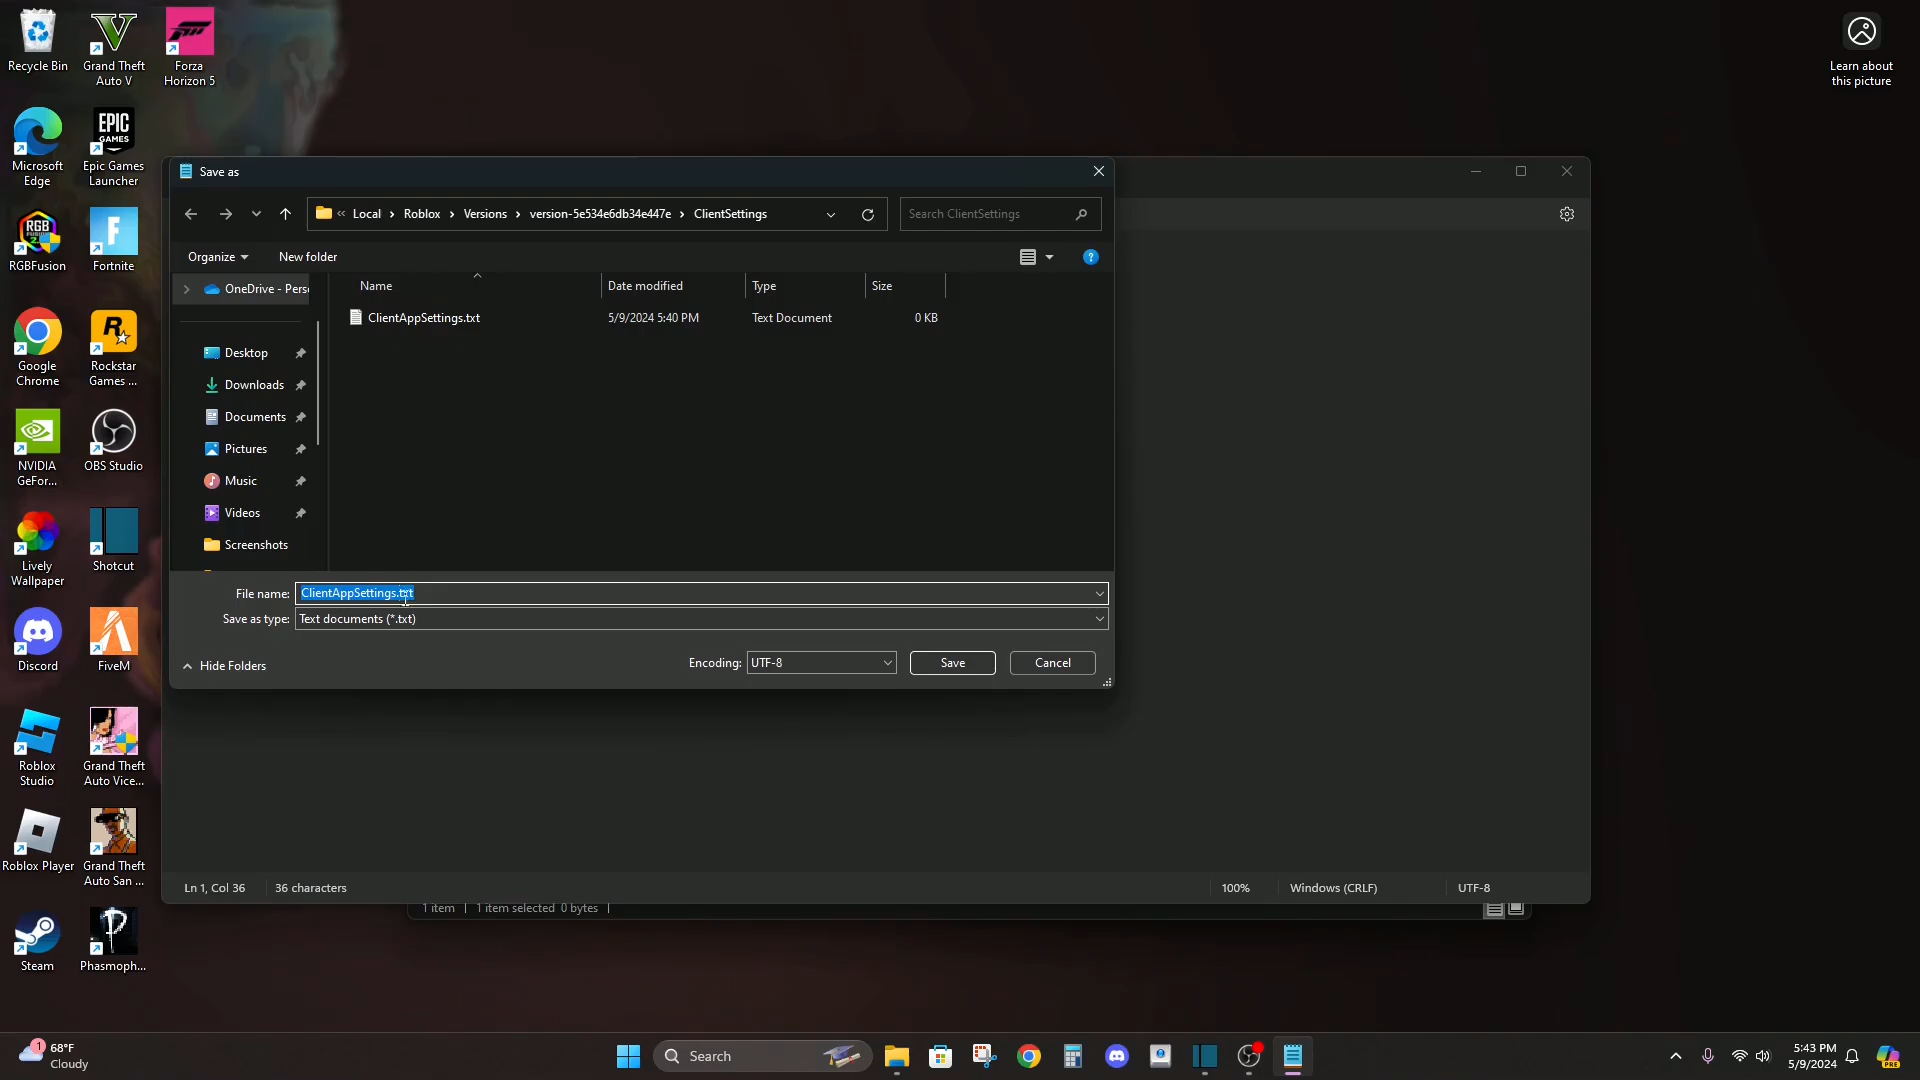 Recycle Bin
Grand Theft
Auto V
Forza
Horizon 5
Learn about
this picture
Microsoft
Edge
EPIC
GAMES
Epic Games
Launcher
RGB
FUSION
2.0
RGBFusion
Fortnite
Google
Chrome
Rockstar
Games ...
NVIDIA
GeFor...
OBS Studio
Lively
Wallpaper
Shotcut
Discord
FiveM
Roblox
Studio
Grand Theft
Auto Vice...
Roblox Player
Grand Theft
Auto San ...
Steam
Phasmoph...
Save as
« Local > Roblox > Versions > version-5e534e6db34e447e > ClientSettings
Search ClientSettings
Organize
New folder
OneDrive - Pers
Name
Date modified
Type
Size
ClientAppSettings.txt
5/9/2024 5:40 PM
Text Document
0 KB
Desktop
Downloads
Documents
Pictures
Music
Videos
Screenshots
File name: ClientAppSettings.txt
Save as type: Text documents (*.txt)
Hide Folders
Encoding: UTF-8
Save
Cancel
Ln 1, Col 36
36 characters
100%
Windows (CRLF)
UTF-8
1 item
1 item selected 0 bytes
1
68°F
Cloudy
Search
5:43 PM
5/9/2024
PRE